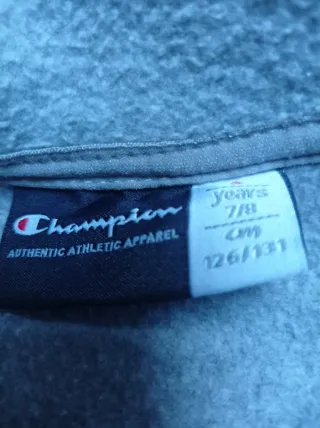 Champion
AUTHENTIC ATHLETIC APPAREL
years
7/8
cm
126/131